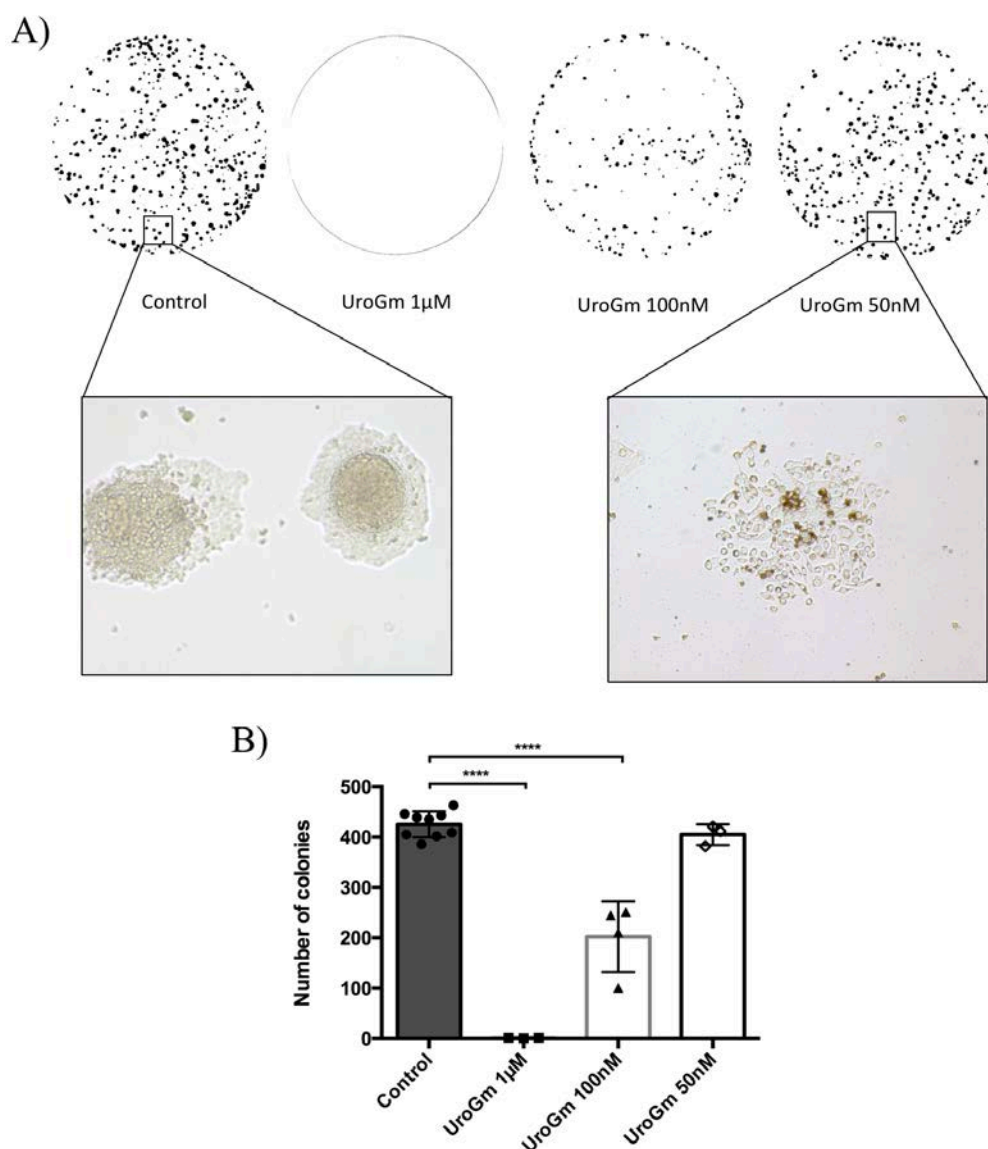 A)
Control
UroGm 1µM
UroGm 100nM
UroGm 50nM
B)
****
****
500
400
300
200
100
0
Number of colonies
Control
UroGm 1µM
UroGm 100nM
UroGm 50nM